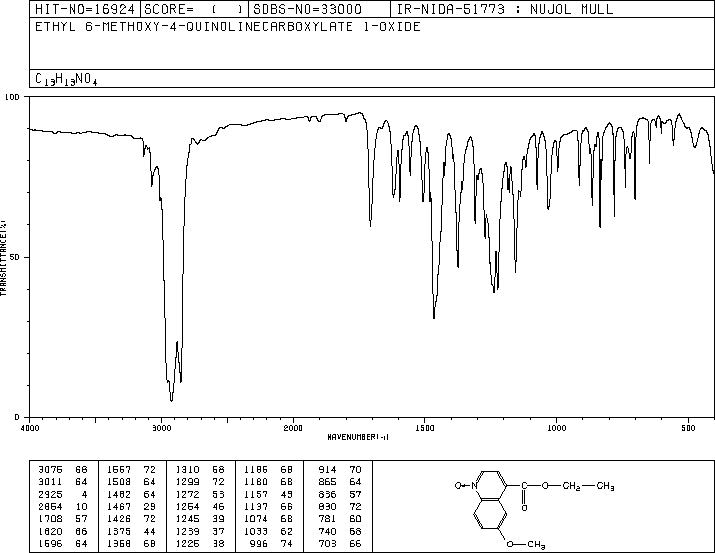 HIT-NO=16924 SCORE= ( ) SDBS-NO=33000 IR-NIDA-51773 : NUJOL MULL
ETHYL 6-METHOXY-4-QUINOLINECARBOXYLATE 1-OXIDE
C13H13NO4
100
50
0
TRANSMITTANCE(%)
4000 3000 2000 1500 1000 500
WAVENUMBER(-1)
3075 68 1557 72 1310 58 1186 68 914 70
3011 64 1508 64 1299 72 1180 68 865 64
2925 4 1482 64 1272 53 1157 43 836 57
2854 10 1467 29 1254 46 1137 66 830 72
1708 57 1426 72 1245 39 1074 68 781 60
1620 66 1375 44 1239 37 1033 62 740 68
1596 64 1368 68 1225 38 996 74 703 66
O N C O CH2 CH3
O
O CH3